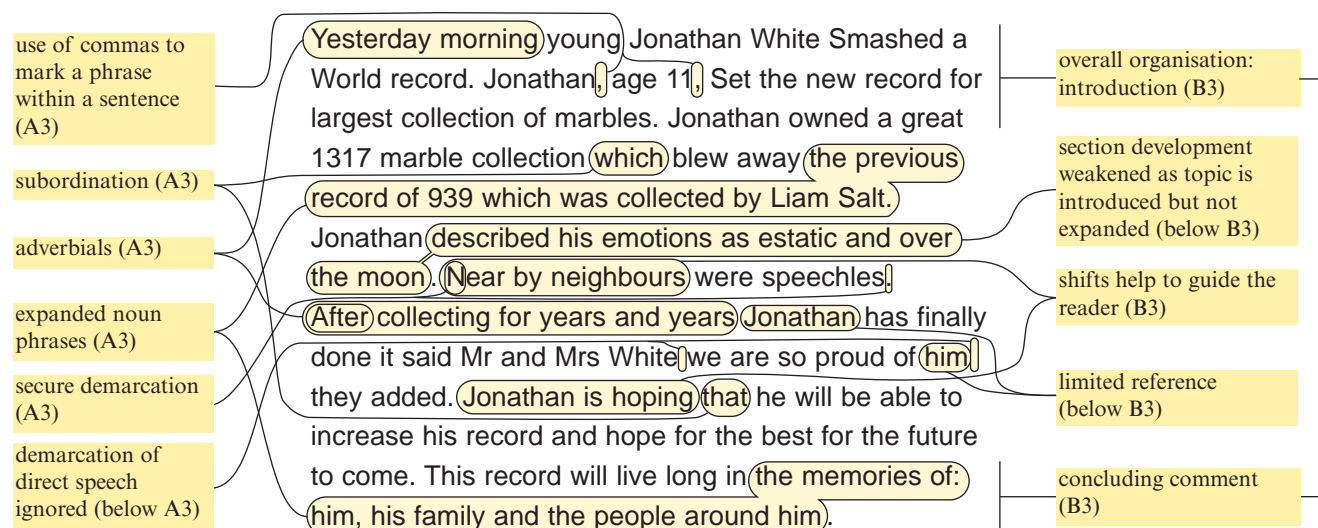 use of commas to
mark a phrase
within a sentence
(A3)
subordination (A3)
adverbials (A3)
expanded noun
phrases (A3)
secure demarcation
(A3)
demarcation of
direct speech
ignored (below A3)
Yesterday morning young Jonathan White Smashed a
World record. Jonathan, age 11, Set the new record for
largest collection of marbles. Jonathan owned a great
1317 marble collection which blew away the previous
record of 939 which was collected by Liam Salt.
Jonathan described his emotions as estatic and over
the moon. Near by neighbours were speechles.
After collecting for years and years Jonathan has finally
done it said Mr and Mrs White we are so proud of him
they added. Jonathan is hoping that he will be able to
increase his record and hope for the best for the future
to come. This record will live long in the memories of:
him, his family and the people around him.
overall organisation:
introduction (B3)
section development
weakened as topic is
introduced but not
expanded (below B3)
shifts help to guide the
reader (B3)
limited reference
(below B3)
concluding comment
(B3)